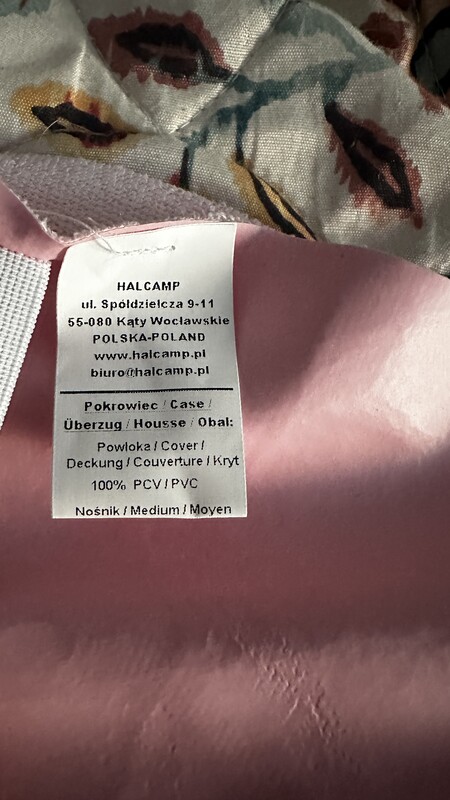 HALCAMP
ul. Spółdzielcza 9-11
55-080 Kąty Wocławskie
POLSKA-POLAND
www.halcamp.pl
biuro@halcamp.pl
Pokrowiec / Case /
Überzug / Housse / Obal:
Powłoka / Cover /
Deckung / Couverture / Kryt
100% PCV / PVC
Nośnik / Medium / Moyen